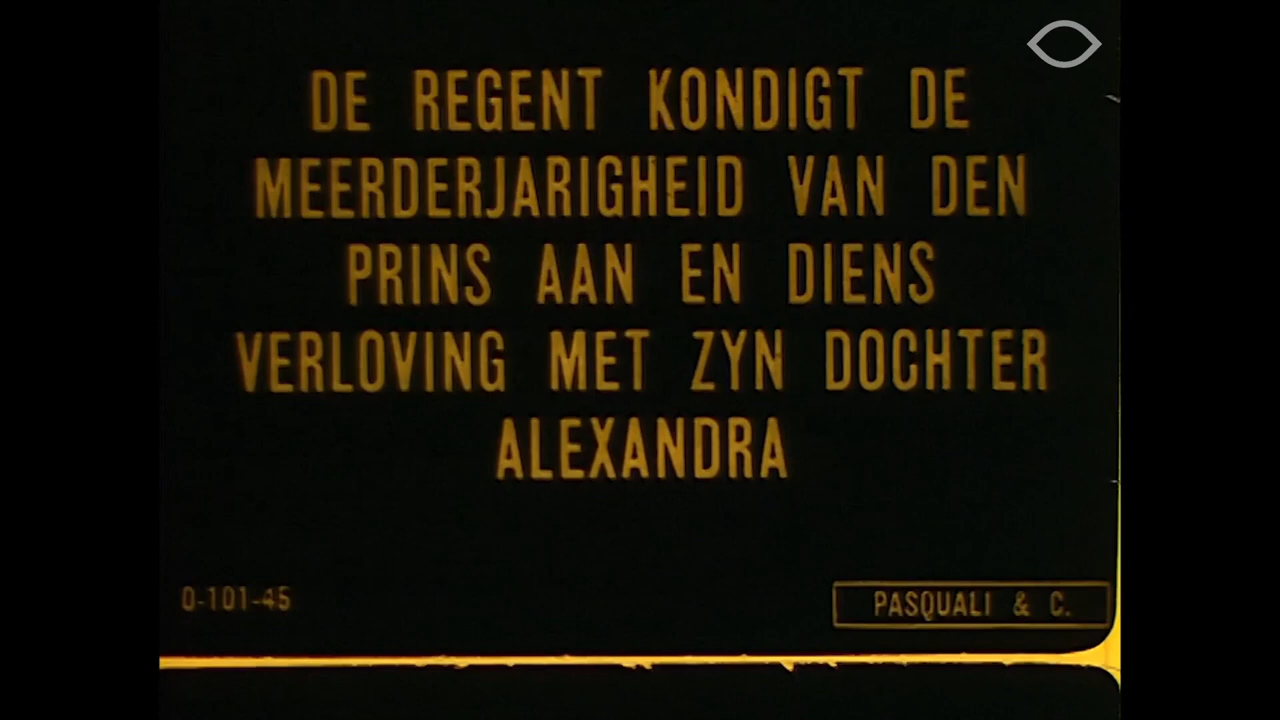 DE REGENT KONDIGT DE
MEERDERJARIGHEID VAN DEN
PRINS AAN EN DIENS
VERLOVING MET ZYN DOCHTER
ALEXANDRA
0-101-45
PASQUALI & C.